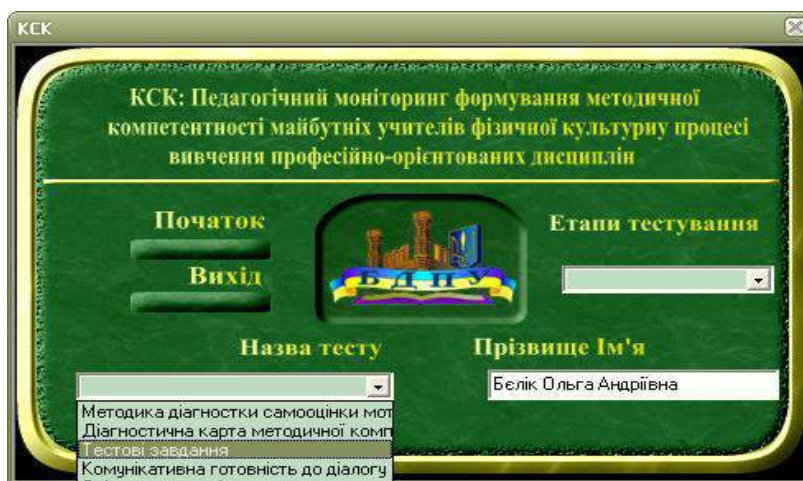 КСК
КСК: Педагогічний моніторинг формування методичної
компетентності майбутніх учителів фізичної культуриу процесі
вивчення професійно-орієнтованих дисциплін
Початок
Вихід
БДПУ
Етапи тестування
Назва тесту
Прізвище Ім'я
Бєлік Ольга Андріївна
Методика діагностки самооцінки мот
Діагностична карта методичної комп
Тестові завдання
Комунікативна готовність до діалогу